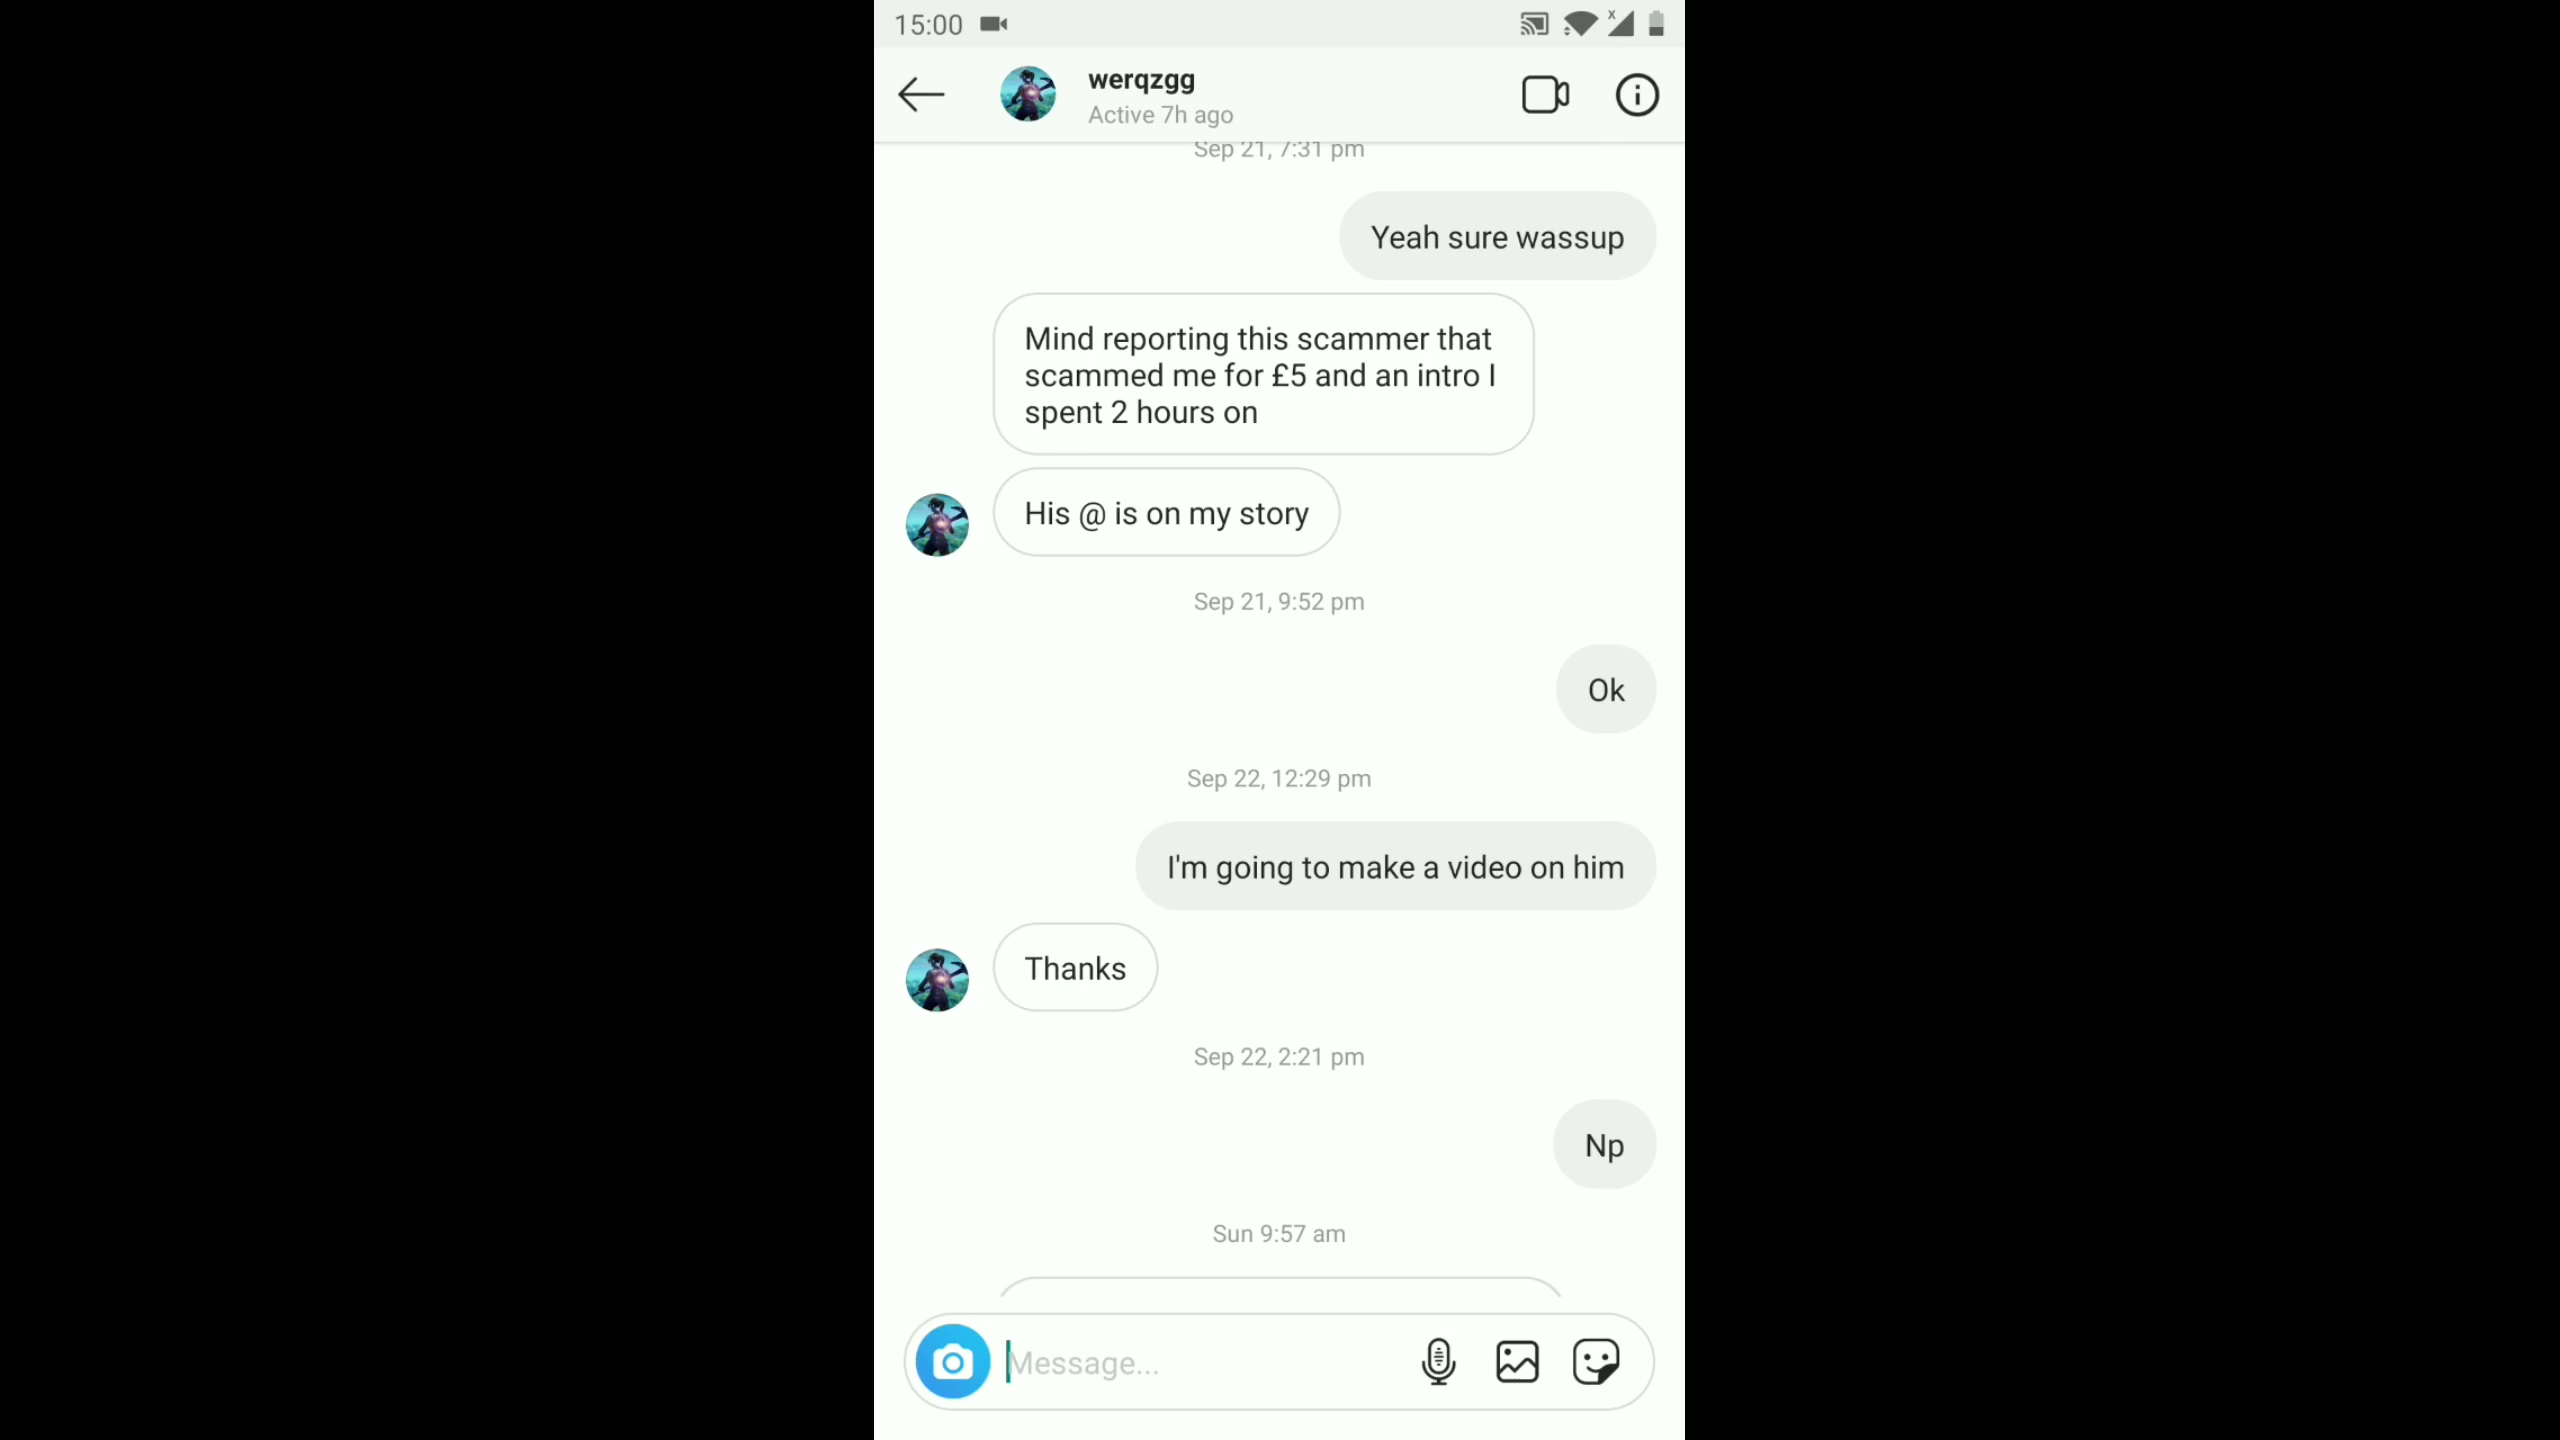 15:00
werqzgg
Active 7h ago
Sep 21, 7:31 pm
Yeah sure wassup
Mind reporting this scammer that
scammed me for £5 and an intro I
spent 2 hours on
His @ is on my story
Sep 21, 9:52 pm
Ok
Sep 22, 12:29 pm
I'm going to make a video on him
Thanks
Sep 22, 2:21 pm
Np
Sun 9:57 am
Message...